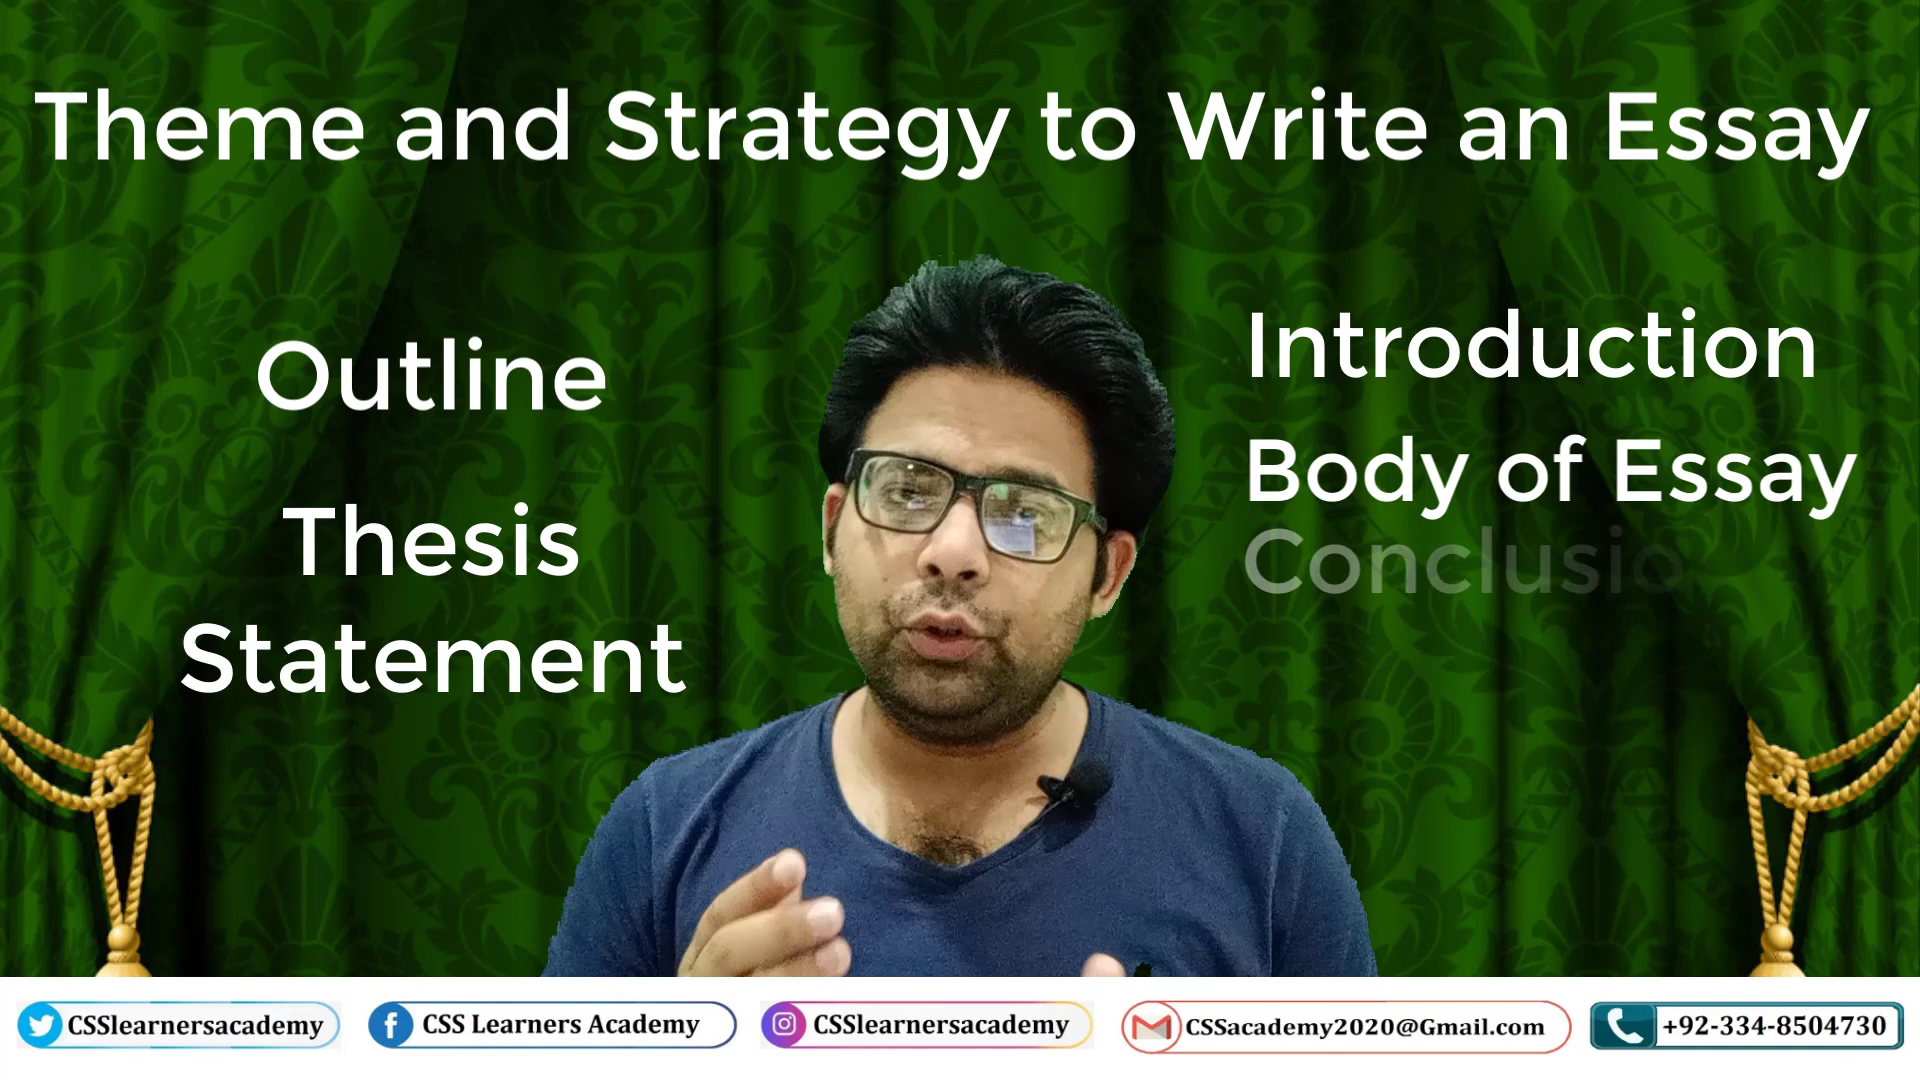 Theme and Strategy to Write an Essay
Outline
Thesis
Statement
Introduction
Body of Essay
Conclusio
CSSlearnersacademy
CSS Learners Academy
CSSlearnersacademy
CSSacademy2020@Gmail.com
+92-334-8504730